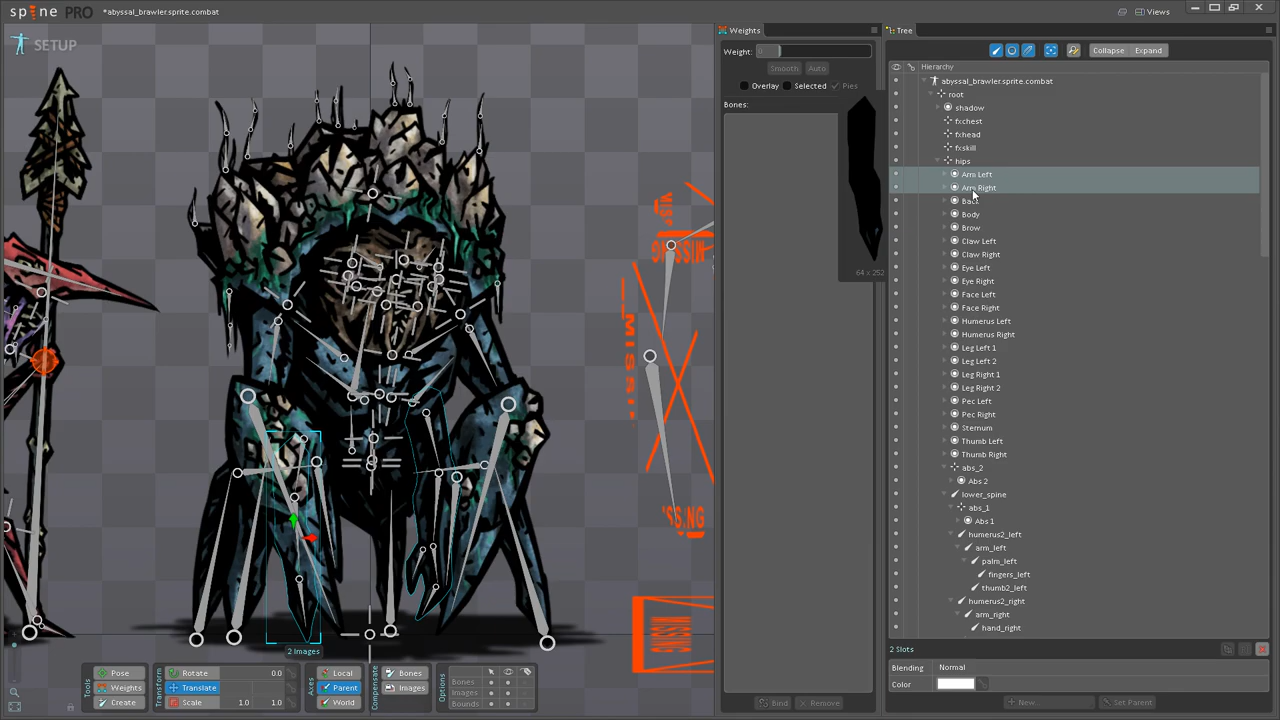 spine PRO
*abyssal_brawler.sprite.combat
Views
SETUP
Weights
Weight:
0
Smooth
Auto
Overlay
Selected
Pies
Bones:
64 x 252
MISSING
MISSING
Bind
Remove
Tree
Collapse
Expand
Hierarchy
abyssal_brawler.sprite.combat
root
shadow
fxchest
fxhead
fxskill
hips
Arm Left
Arm Right
Back
Body
Brow
Claw Left
Claw Right
Eye Left
Eye Right
Face Left
Face Right
Humerus Left
Humerus Right
Leg Left 1
Leg Left 2
Leg Right 1
Leg Right 2
Pec Left
Pec Right
Sternum
Thumb Left
Thumb Right
abs_2
Abs 2
lower_spine
abs_1
Abs 1
humerus2_left
arm_left
palm_left
fingers_left
thumb2_left
humerus2_right
arm_right
hand_right
2 Slots
Blending
Normal
Color
New...
Set Parent
2 Images
Tools
Pose
Weights
Create
Transform
Rotate
0.0
Translate
Scale
1.0
1.0
Axes
Local
Parent
World
Compensate
Bones
Images
Options
Bones:
Images:
Bounds: